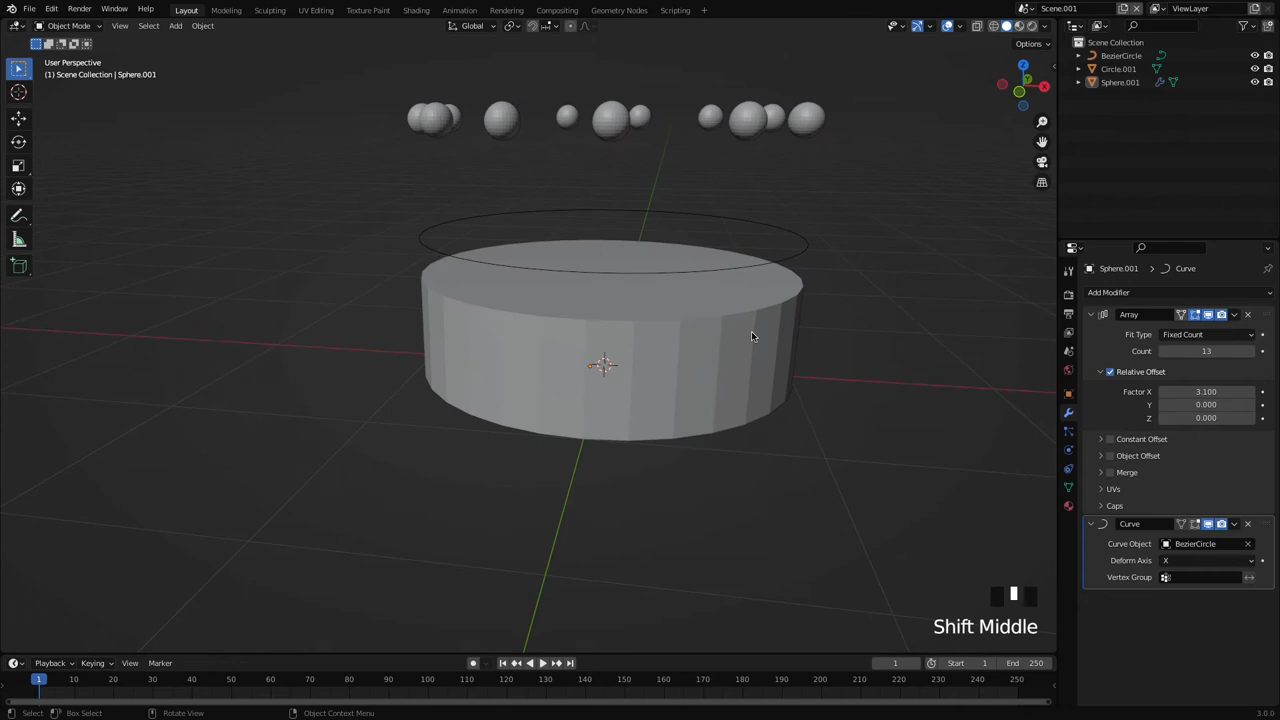 File Edit Render Window Help Layout Modeling Sculpting UV Editing Texture Paint Shading Animation Rendering Compositing Geometry Nodes Scripting + Scene.001 ViewLayer
Object Mode View Select Add Object Global
Options
User Perspective
(1) Scene Collection | Sphere.001
Scene Collection
BezierCircle
Circle.001
Sphere.001
Z
Y
X
Sphere.001 > Curve
Add Modifier
Array
Fit Type Fixed Count
Count 13
Relative Offset
Factor X 3.100
Y 0.000
Z 0.000
Constant Offset
Object Offset
Merge
UVs
Caps
Curve
Curve Object BezierCircle
Deform Axis X
Vertex Group
Shift Middle
Playback Keying View Marker 1 Start 1 End 250
1 10 20 30 40 50 60 70 80 90 100 110 120 130 140 150 160 170 180 190 200 210 220 230 240 250
Select Box Select Rotate View Object Context Menu 3.0.0